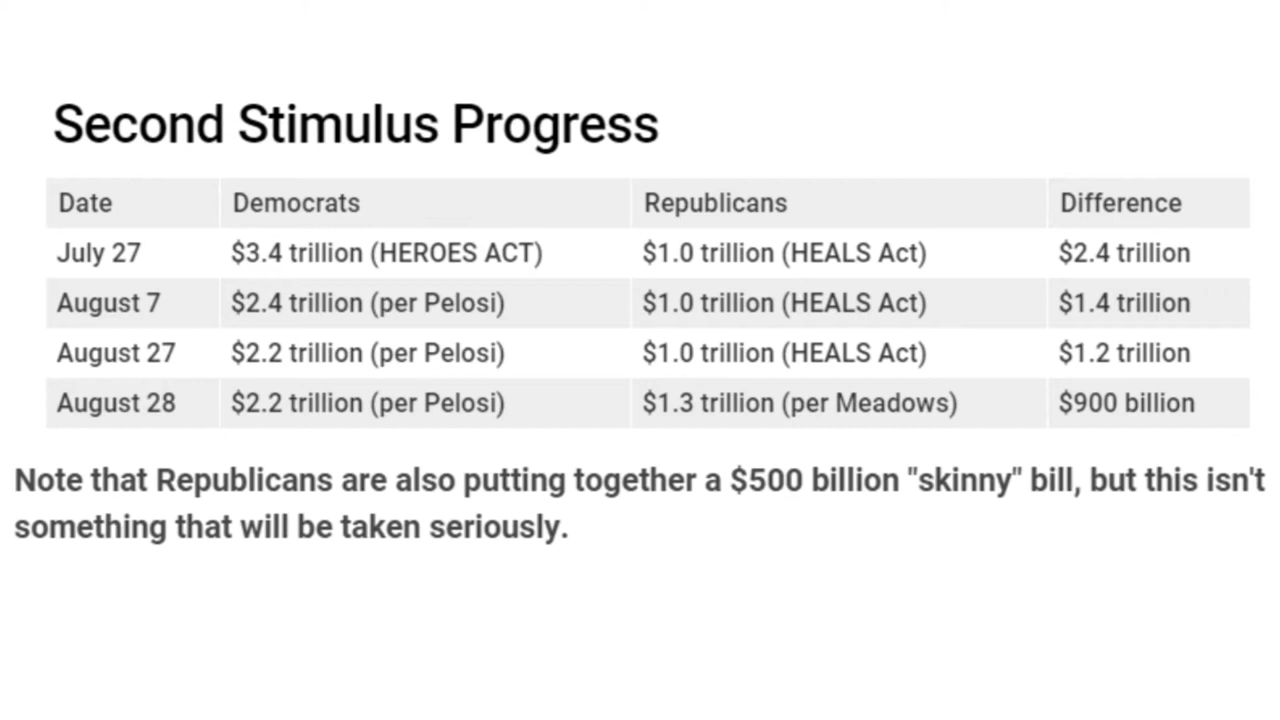 Second Stimulus Progress
Date Democrats Republicans Difference
July 27 $3.4 trillion (HEROES ACT) $1.0 trillion (HEALS Act) $2.4 trillion
August 7 $2.4 trillion (per Pelosi) $1.0 trillion (HEALS Act) $1.4 trillion
August 27 $2.2 trillion (per Pelosi) $1.0 trillion (HEALS Act) $1.2 trillion
August 28 $2.2 trillion (per Pelosi) $1.3 trillion (per Meadows) $900 billion
Note that Republicans are also putting together a $500 billion "skinny" bill, but this isn't
something that will be taken seriously.